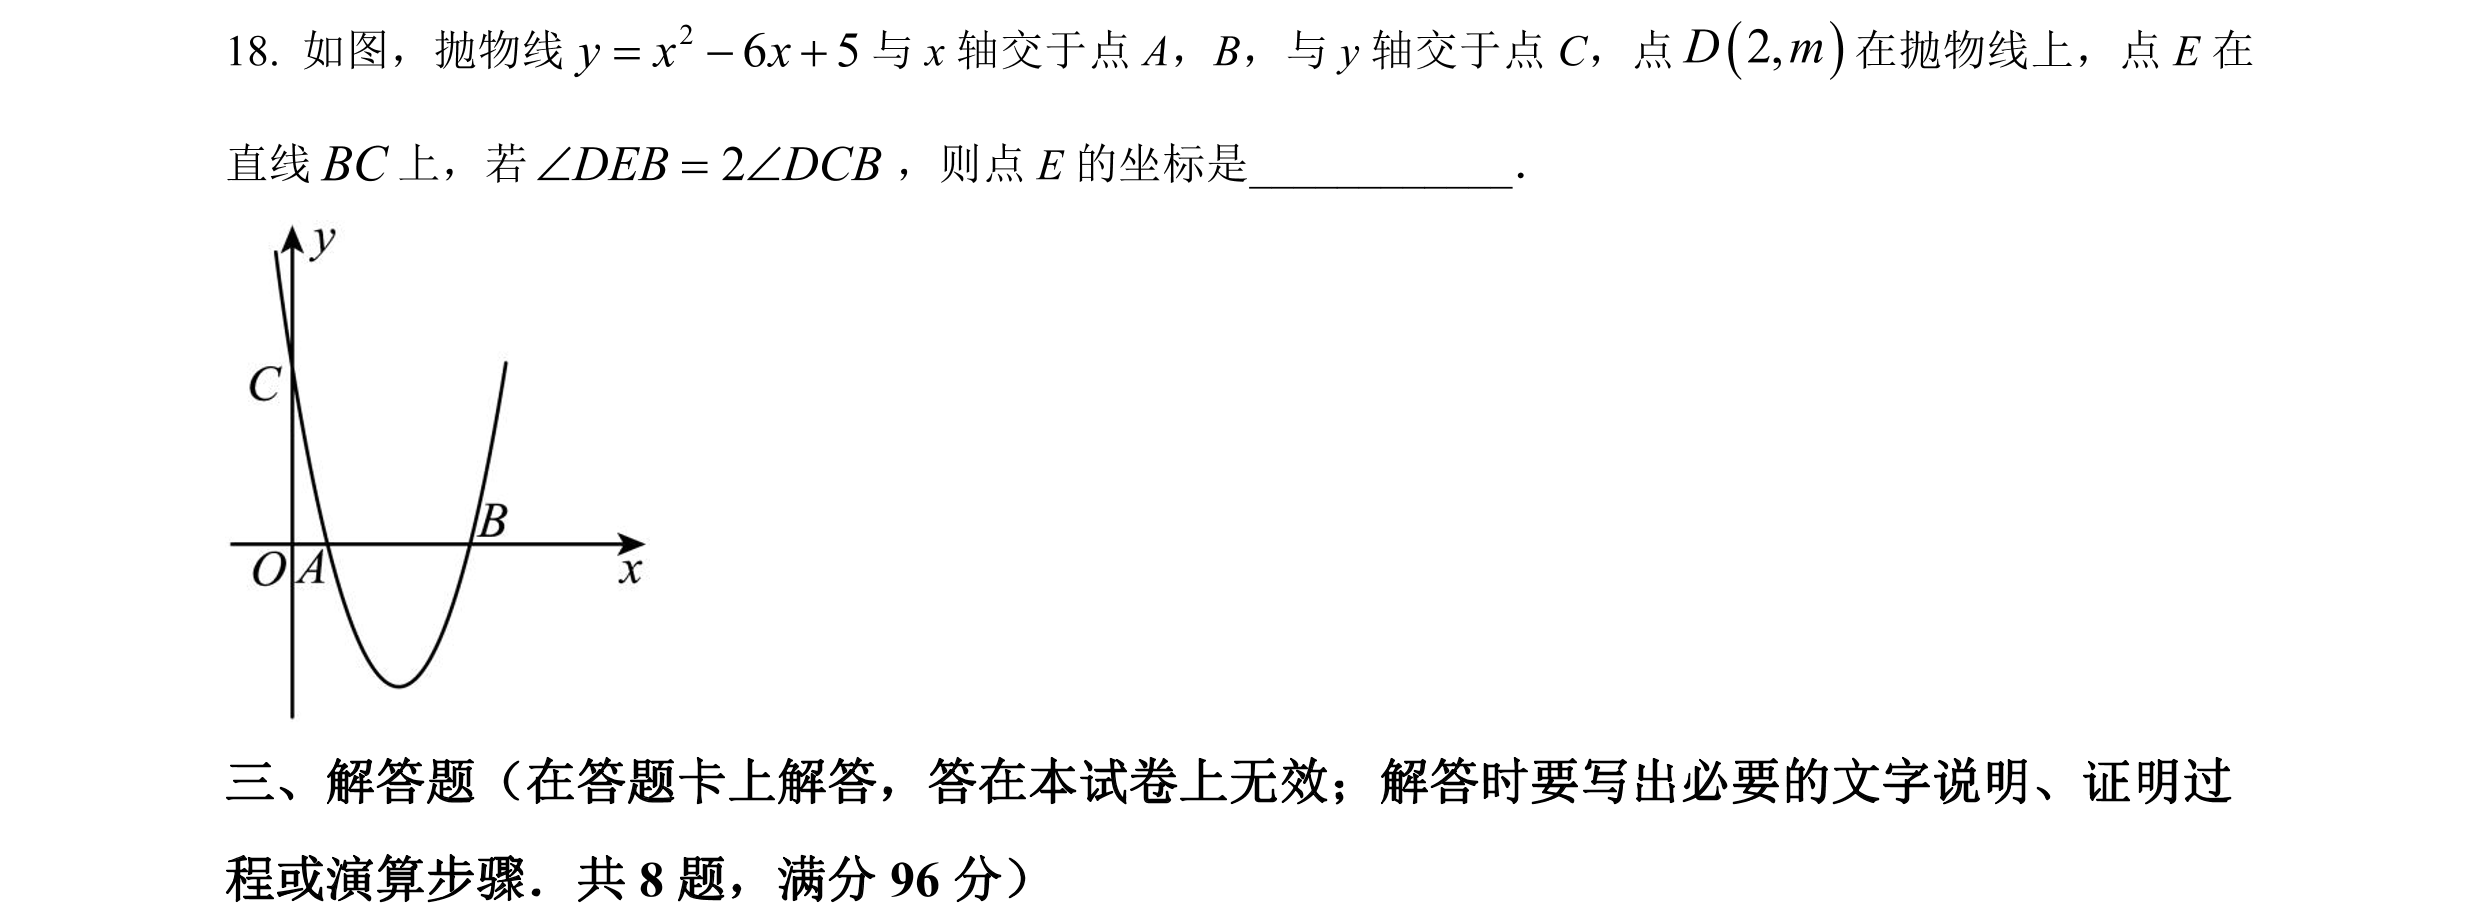 18. 如图，抛物线 y = x² − 6x + 5 与 x 轴交于点 A，B，与 y 轴交于点 C，点 D(2,m) 在抛物线上，点 E 在
直线 BC 上，若 ∠DEB = 2∠DCB ，则点 E 的坐标是____________．
y
C
B
O A
x
三、解答题（在答题卡上解答，答在本试卷上无效；解答时要写出必要的文字说明、证明过
程或演算步骤．共 8 题，满分 96 分）